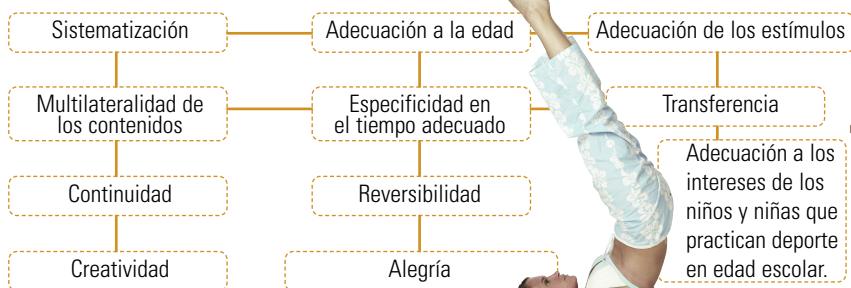 Sistematización
Adecuación a la edad
Adecuación de los estímulos
Multilateralidad de
los contenidos
Especificidad en
el tiempo adecuado
Transferencia
Continuidad
Reversibilidad
Adecuación a los
intereses de los
niños y niñas que
practican deporte
en edad escolar.
Creatividad
Alegría